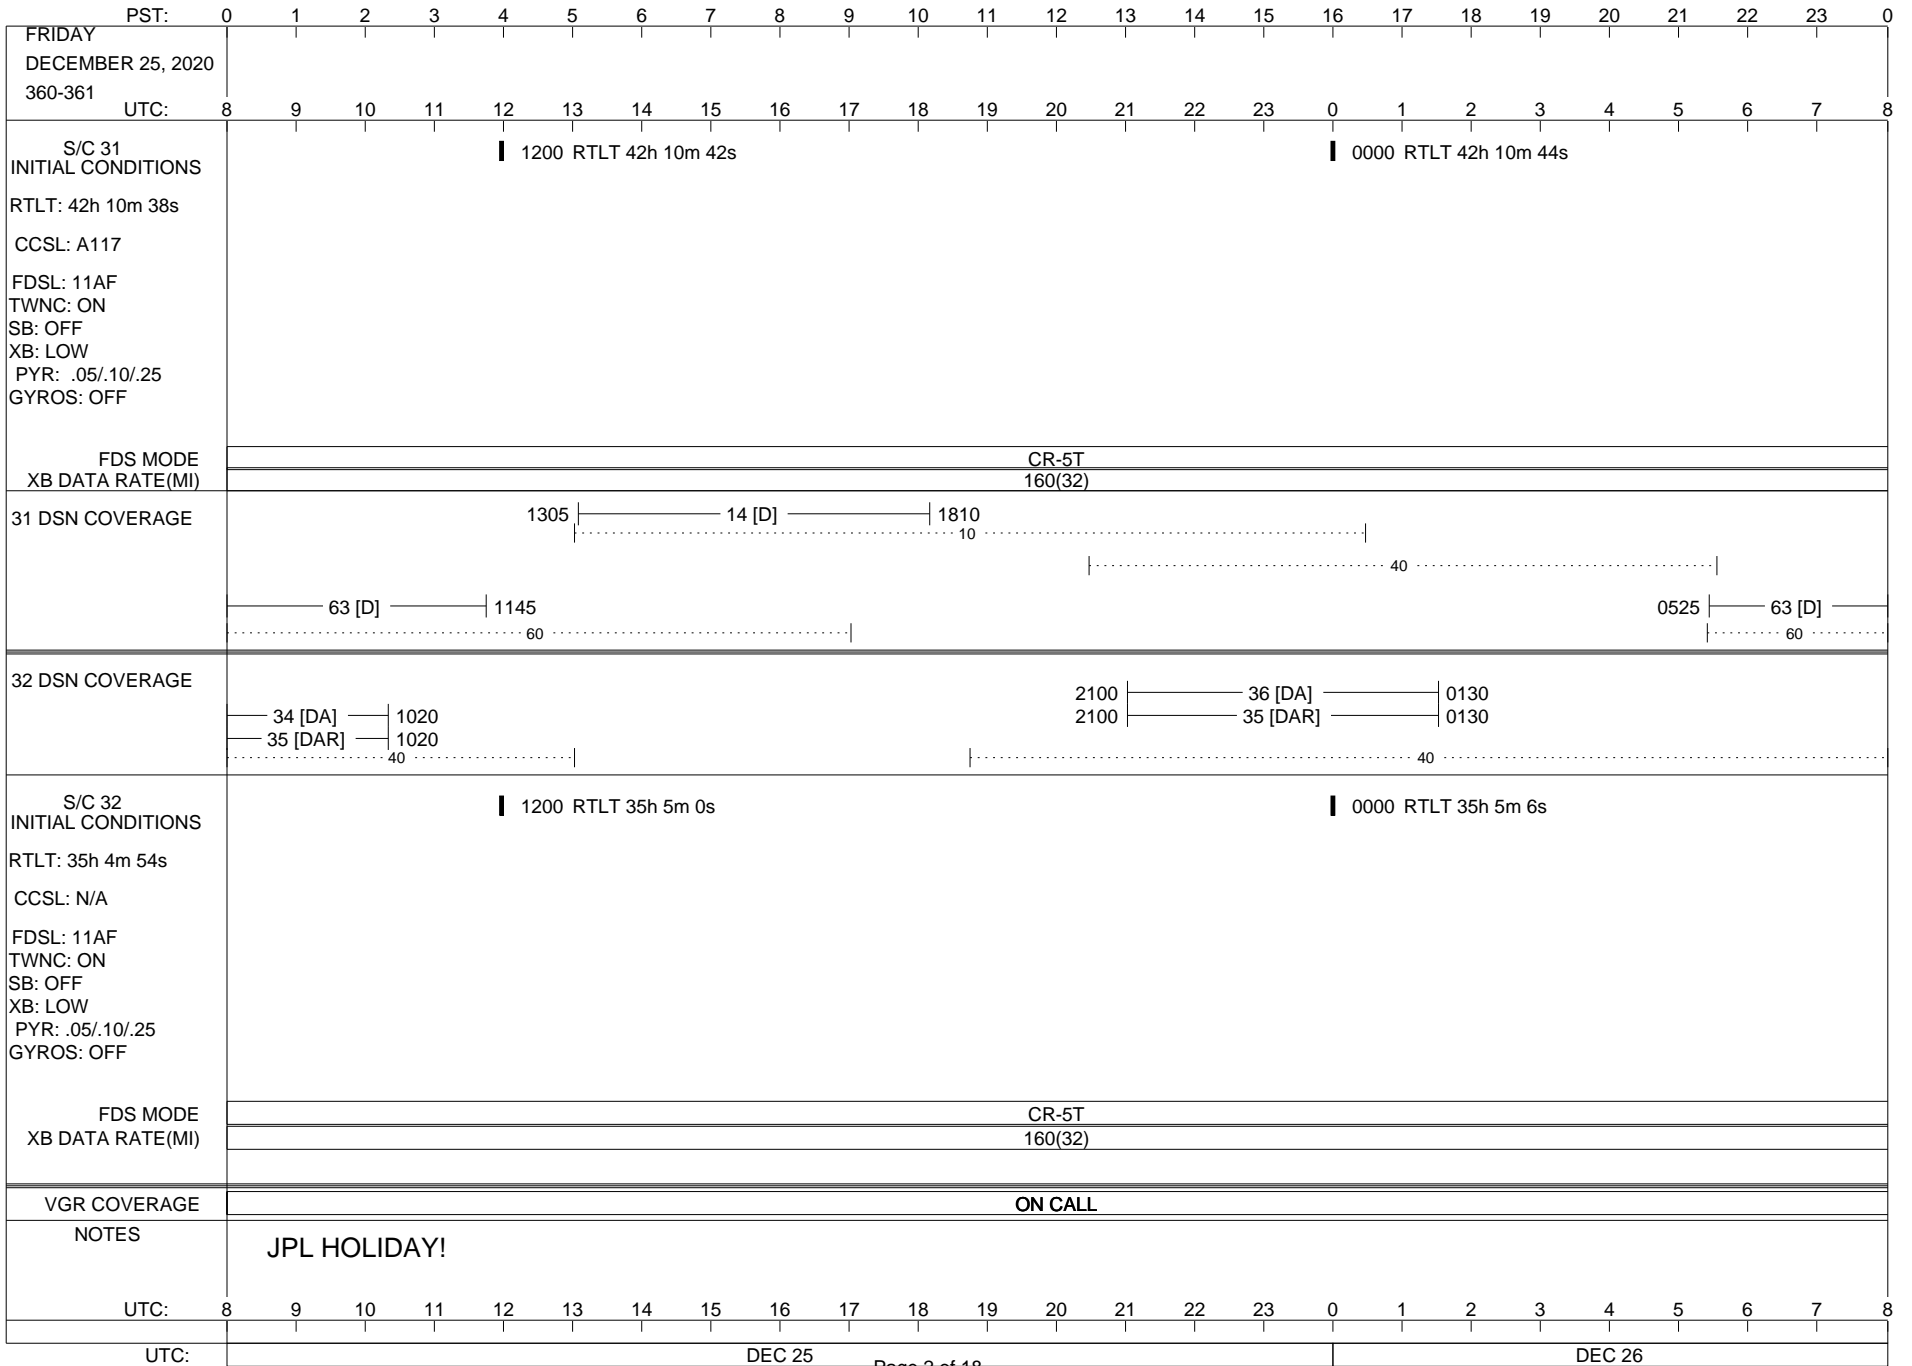 PST: 0 1 2 3 4 5 6 7 8 9 10 11 12 13 14 15 16 17 18 19 20 21 22 23 0
FRIDAY
DECEMBER 25, 2020
360-361
UTC: 8 9 10 11 12 13 14 15 16 17 18 19 20 21 22 23 0 1 2 3 4 5 6 7 8
S/C 31
INITIAL CONDITIONS
1200 RTLT 42h 10m 42s
0000 RTLT 42h 10m 44s
RTLT: 42h 10m 38s
CCSL: A117
FDSL: 11AF
TWNC: ON
SB: OFF
XB: LOW
PYR: .05/.10/.25
GYROS: OFF
FDS MODE CR-5T
XB DATA RATE(MI) 160(32)
31 DSN COVERAGE
1305 14 [D] 1810
10
40
63 [D] 1145
0525 63 [D]
60
60
32 DSN COVERAGE
2100 36 [DA] 0130
34 [DA] 1020
2100 35 [DAR] 0130
35 [DAR] 1020
40
40
S/C 32
INITIAL CONDITIONS
1200 RTLT 35h 5m 0s
0000 RTLT 35h 5m 6s
RTLT: 35h 4m 54s
CCSL: N/A
FDSL: 11AF
TWNC: ON
SB: OFF
XB: LOW
PYR: .05/.10/.25
GYROS: OFF
FDS MODE CR-5T
XB DATA RATE(MI) 160(32)
VGR COVERAGE ON CALL
NOTES
JPL HOLIDAY!
UTC: 8 9 10 11 12 13 14 15 16 17 18 19 20 21 22 23 0 1 2 3 4 5 6 7 8
UTC: DEC 25 DEC 26
Page 2 of 18